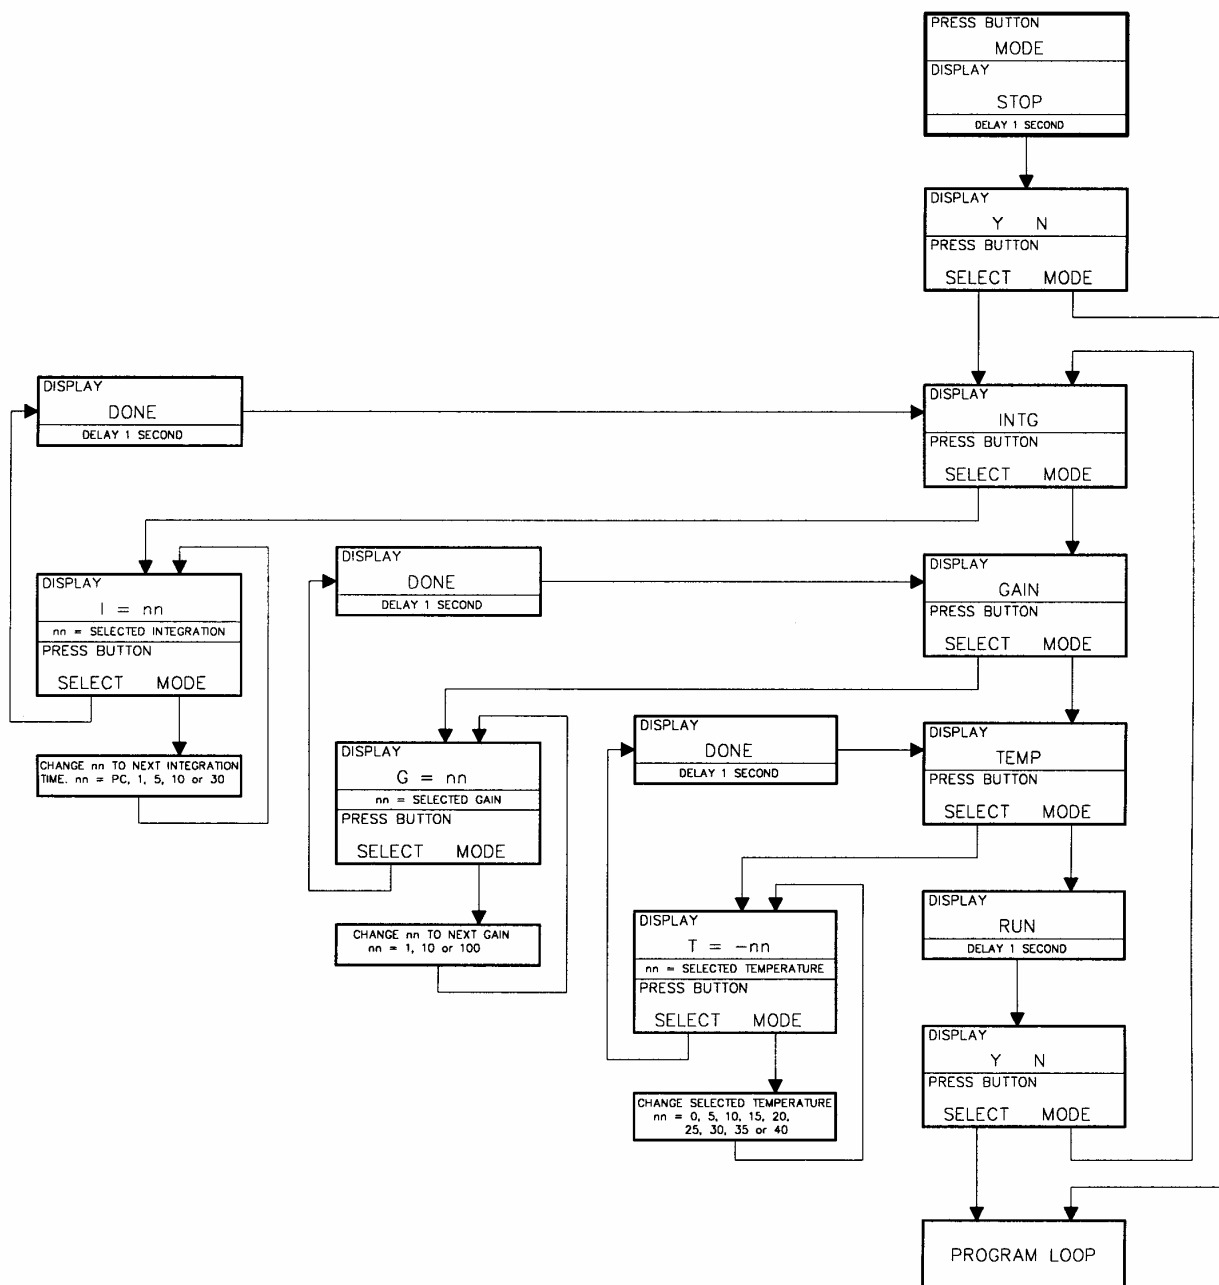 PRESS BUTTON
MODE
DISPLAY
STOP
DELAY 1 SECOND
DISPLAY
Y N
PRESS BUTTON
SELECT MODE
DISPLAY
DONE
DELAY 1 SECOND
DISPLAY
INTG
PRESS BUTTON
SELECT MODE
DISPLAY
I = nn
nn = SELECTED INTEGRATION
PRESS BUTTON
SELECT MODE
CHANGE nn TO NEXT INTEGRATION
TIME. nn = PC, 1, 5, 10 or 30
DISPLAY
DONE
DELAY 1 SECOND
DISPLAY
GAIN
PRESS BUTTON
SELECT MODE
DISPLAY
G = nn
nn = SELECTED GAIN
PRESS BUTTON
SELECT MODE
CHANGE nn TO NEXT GAIN
nn = 1, 10 or 100
DISPLAY
DONE
DELAY 1 SECOND
DISPLAY
TEMP
PRESS BUTTON
SELECT MODE
DISPLAY
T = -nn
nn = SELECTED TEMPERATURE
PRESS BUTTON
SELECT MODE
CHANGE SELECTED TEMPERATURE
nn = 0, 5, 10, 15, 20,
25, 30, 35 or 40
DISPLAY
RUN
DELAY 1 SECOND
DISPLAY
Y N
PRESS BUTTON
SELECT MODE
PROGRAM LOOP